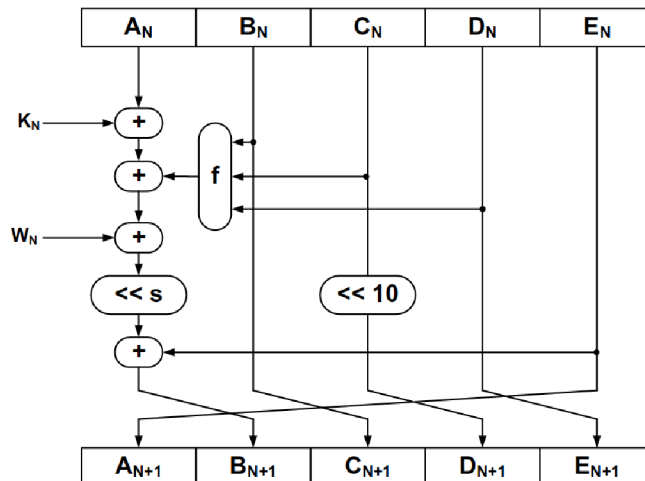 A_N B_N C_N D_N E_N
K_N
+
f
+
W_N
+
<< s
<< 10
+
A_N+1 B_N+1 C_N+1 D_N+1 E_N+1